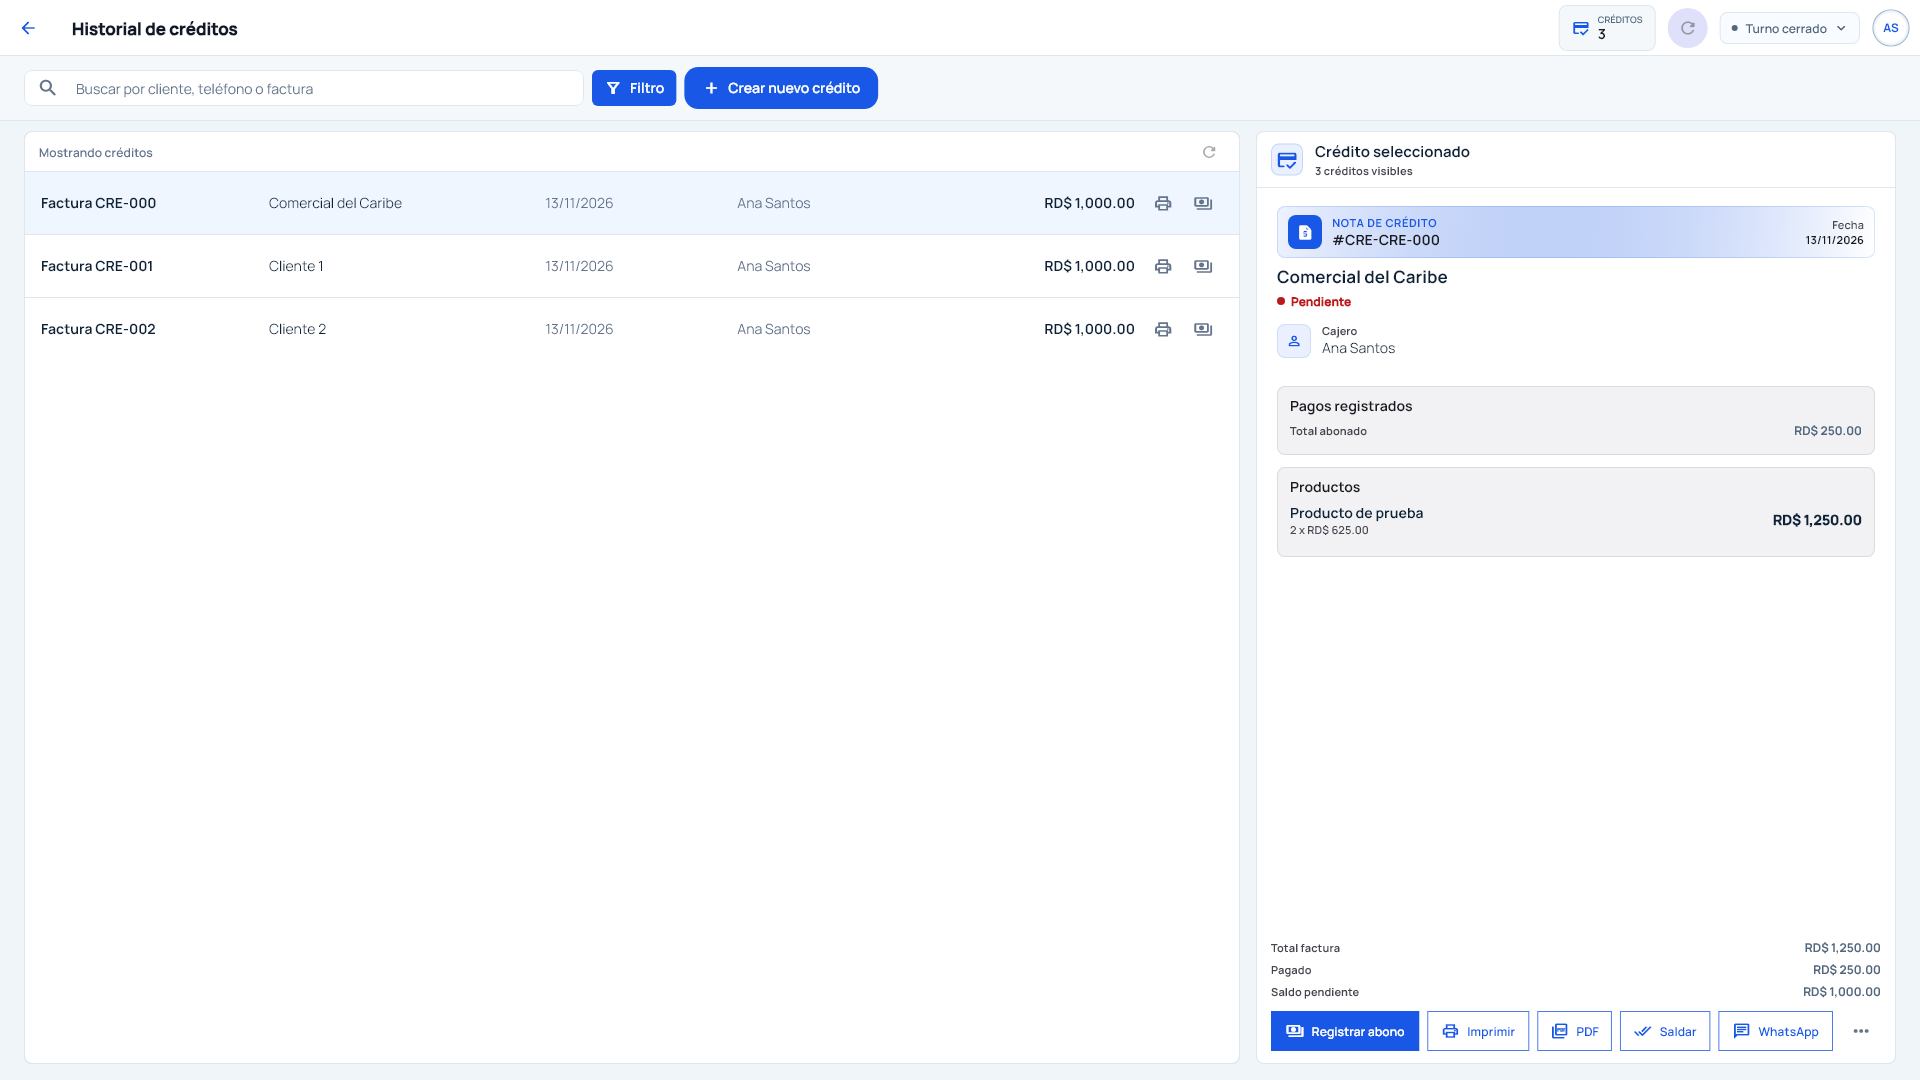 Historial de créditos
CRÉDITOS
3
Turno cerrado
AS
Buscar por cliente, teléfono o factura
Filtro
Crear nuevo crédito
Mostrando créditos
Factura CRE-000 Comercial del Caribe 13/11/2026 Ana Santos RD$ 1,000.00
Factura CRE-001 Cliente 1 13/11/2026 Ana Santos RD$ 1,000.00
Factura CRE-002 Cliente 2 13/11/2026 Ana Santos RD$ 1,000.00
Crédito seleccionado
3 créditos visibles
NOTA DE CRÉDITO
#CRE-CRE-000
Fecha
13/11/2026
Comercial del Caribe
Pendiente
Cajero
Ana Santos
Pagos registrados
Total abonado RD$ 250.00
Productos
Producto de prueba
2 x RD$ 625.00
RD$ 1,250.00
Total factura RD$ 1,250.00
Pagado RD$ 250.00
Saldo pendiente RD$ 1,000.00
Registrar abono
Imprimir
PDF
Saldar
WhatsApp